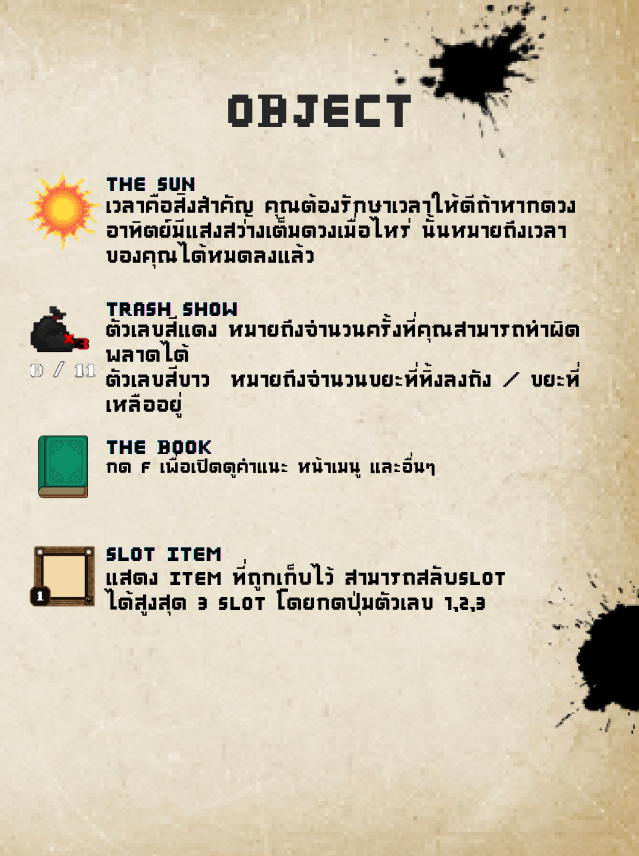 OBJECT
THE SUN
เวลาคือสิ่งสำคัญ คุณต้องรักษาเวลาให้ดีถ้าหากดวง
อาทิตย์มีแสงสว่างเต็มดวงเมื่อไหร่ นั้นหมายถึงเวลา
ของคุณได้หมดลงแล้ว
TRASH SHOW
ตัวเลขสีแดง หมายถึงจำนวนครั้งที่คุณสามารถทำผิด
พลาดได้
x3
0 / 11
ตัวเลขสีขาว หมายถึงจำนวนขยะที่ทิ้งลงถัง / ขยะที่
เหลืออยู่
THE BOOK
กด F เพื่อเปิดดูคำแนะ หน้าเมนู และอื่นๆ
SLOT ITEM
แสดง ITEM ที่ถูกเก็บไว้ สามารถสลับSLOT
1
ได้สูงสุด 3 SLOT โดยกดปุ่มตัวเลข 1,2,3